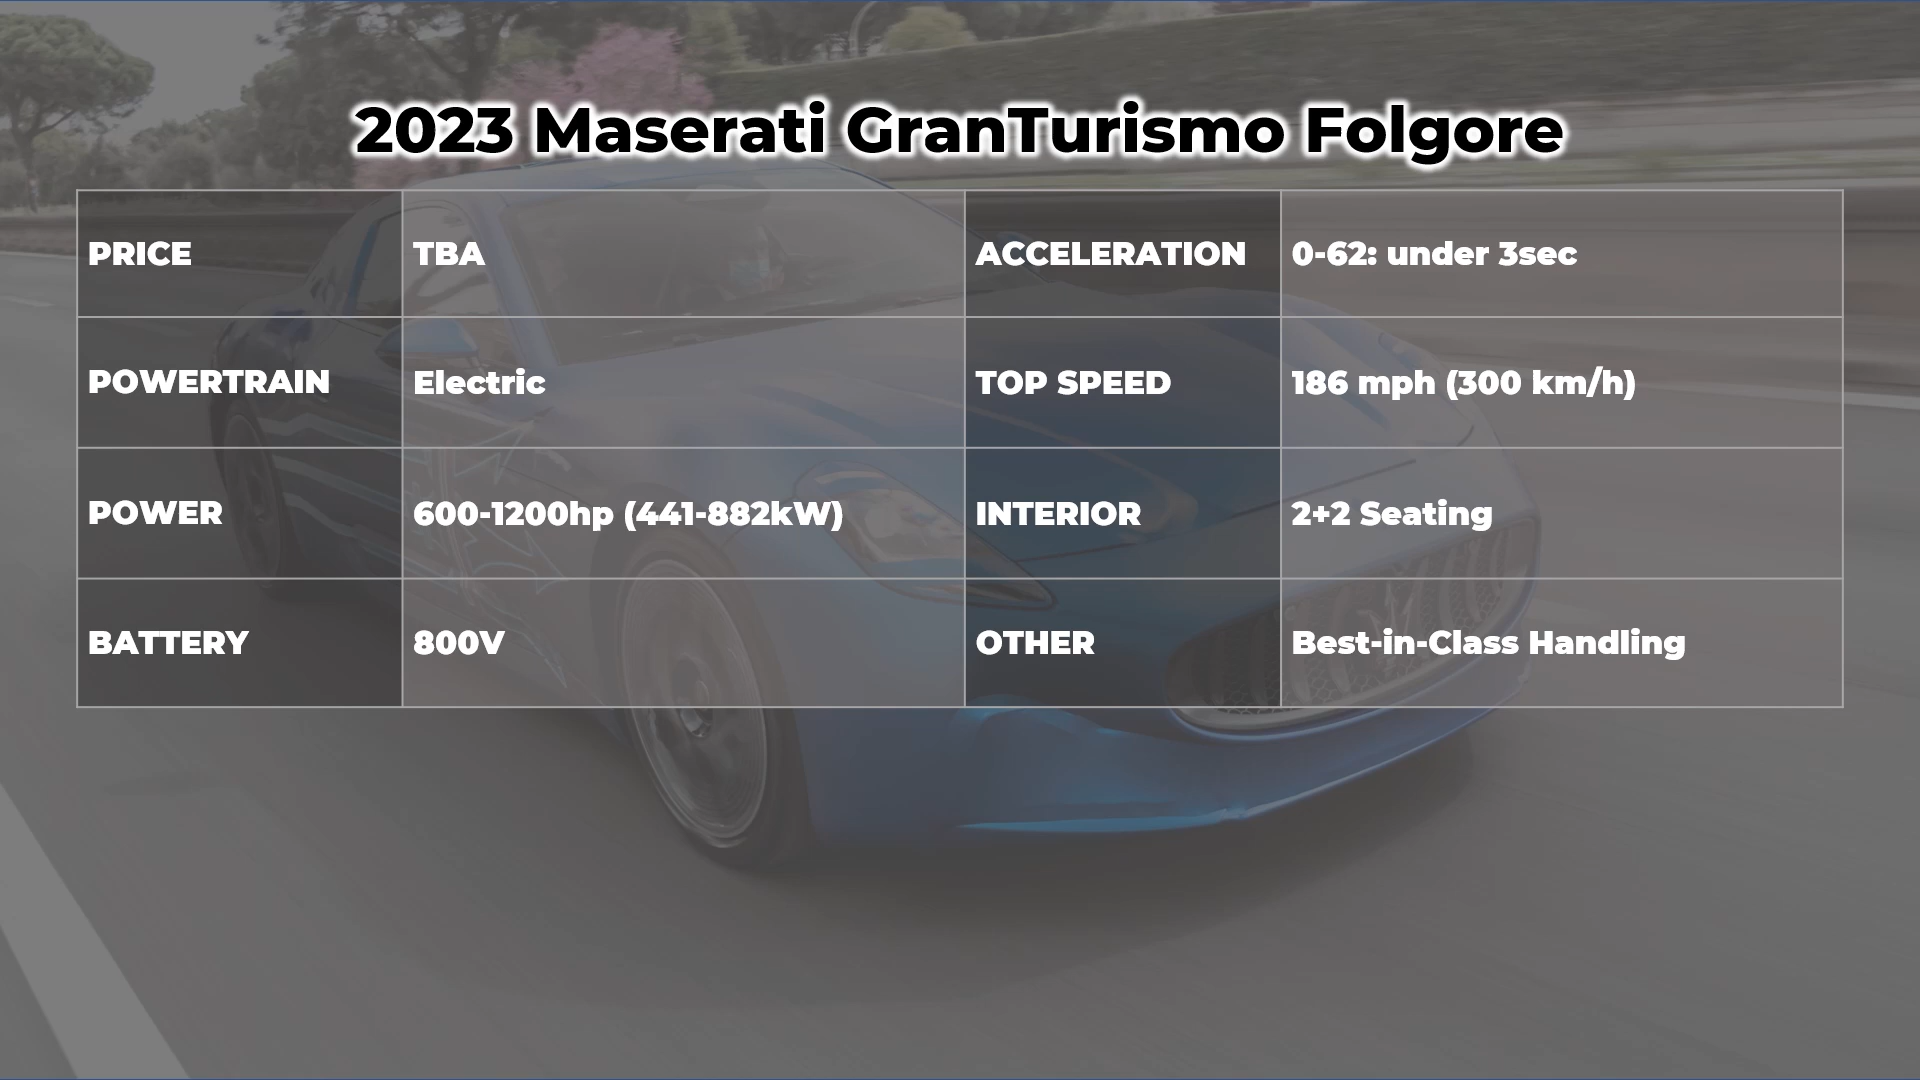 2023 Maserati GranTurismo Folgore
PRICE TBA ACCELERATION 0-62: under 3sec
POWERTRAIN Electric TOP SPEED 186 mph (300 km/h)
POWER 600-1200hp (441-882kW) INTERIOR 2+2 Seating
BATTERY 800V OTHER Best-in-Class Handling